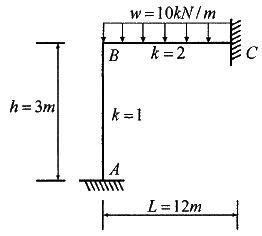 w = 10kN / m
B
k = 2
C
h = 3m
k = 1
A
L = 12m